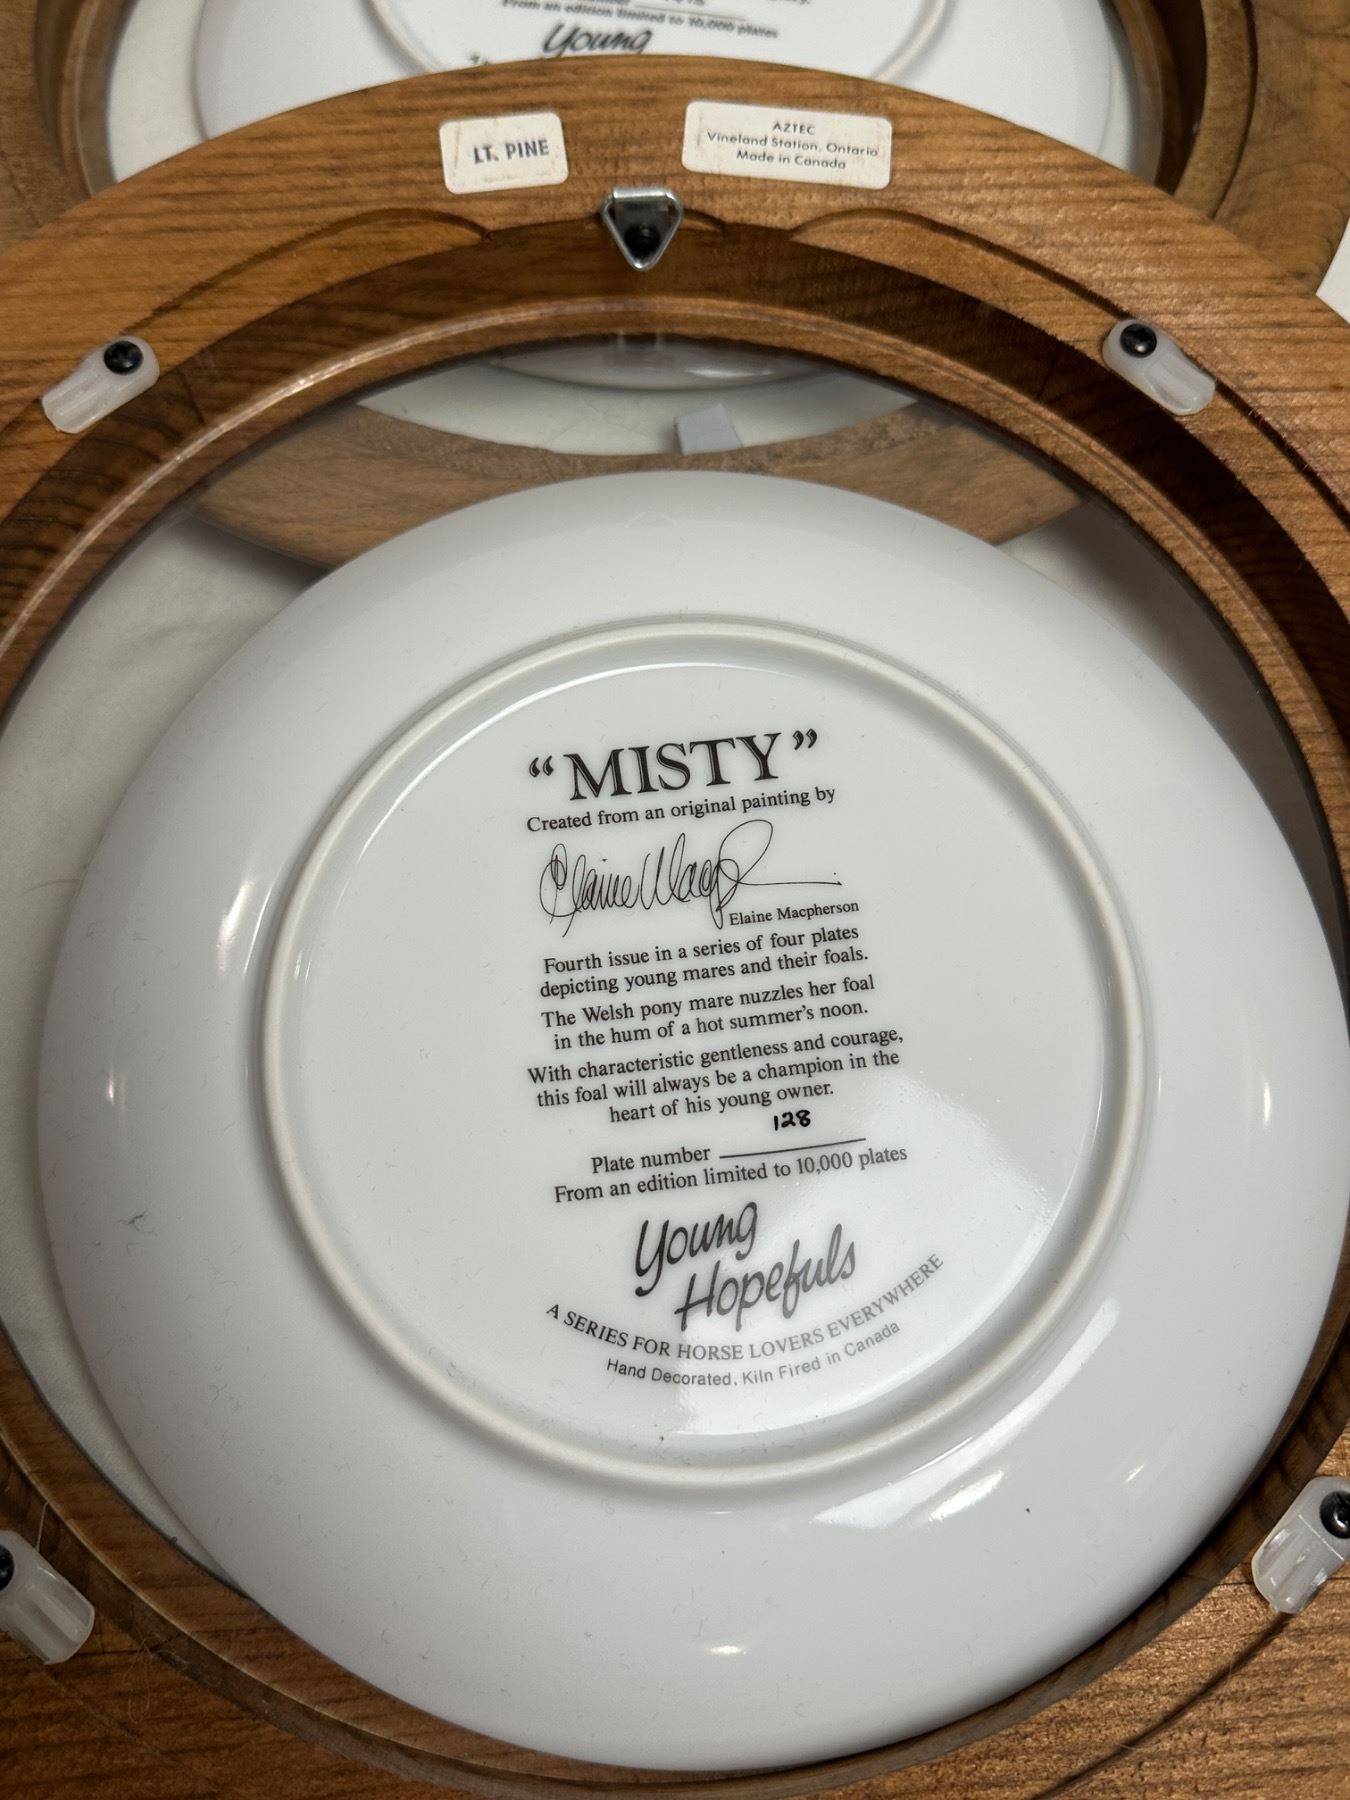 From an edition limited to 10,000 plates
Young
LT. PINE
AZTEC
Vineland Station, Ontario
Made in Canada
“MISTY”
Created from an original painting by
Elaine Macpherson
Fourth issue in a series of four plates
depicting young mares and their foals.
The Welsh pony mare nuzzles her foal
in the hum of a hot summer's noon.
With characteristic gentleness and courage,
this foal will always be a champion in the
heart of his young owner.
128
Plate number
From an edition limited to 10,000 plates
Young
Hopefuls
A SERIES FOR HORSE LOVERS EVERYWHERE
Hand Decorated, Kiln Fired in Canada